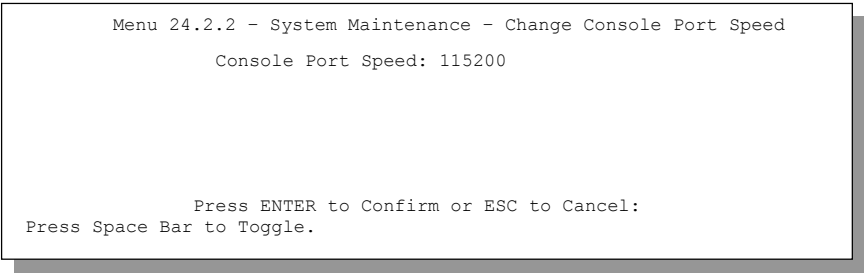 Menu 24.2.2 – System Maintenance – Change Console Port Speed
Console Port Speed: 115200
Press ENTER to Confirm or ESC to Cancel:
Press Space Bar to Toggle.